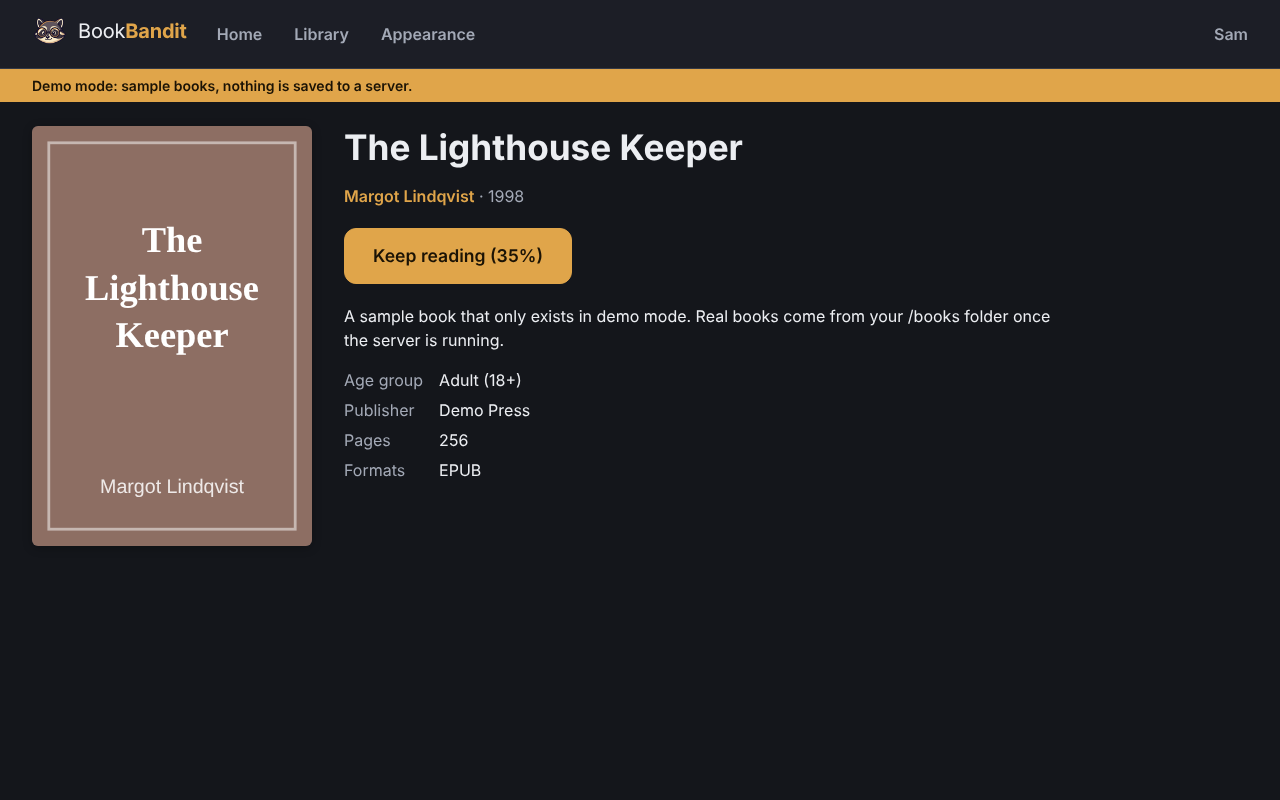 BookBandit
Home
Library
Appearance
Sam
Demo mode: sample books, nothing is saved to a server.
The
Lighthouse
Keeper
Margot Lindqvist
The Lighthouse Keeper
Margot Lindqvist · 1998
Keep reading (35%)
A sample book that only exists in demo mode. Real books come from your /books folder once
the server is running.
Age group Adult (18+)
Publisher Demo Press
Pages 256
Formats EPUB